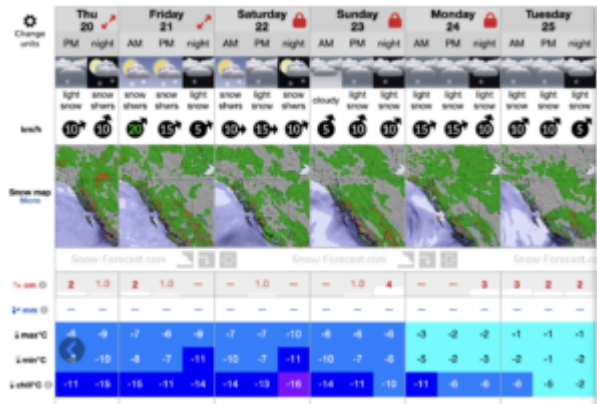 Change units
Thu 20 Friday 21 Saturday 22 Sunday 23 Monday 24 Tuesday 25
PM night AM PM night AM PM night AM PM night AM PM night AM PM night
light snow snow shwrs snow shwrs snow shwrs light snow snow shwrs light snow snow shwrs cloudy light snow light snow light snow light snow light snow light snow light snow light snow
km/h 10 10 20 15 5 10 15 10 5 10 10 15 15 10 10 10 5
Snow map
More
Snow-Forecast.com Snow-Forecast.com Snow-Forecast.c
cm 2 1.0 2 1.0 — — 1.0 — — 1.0 4 — — 3 3 2 2
mm — — — — — — — — — — — — — — — — —
max°C -9 -7 -6 -9 -7 -7 -10 -6 -6 -6 -3 -2 -2 -1 -1 -1
min°C -10 -8 -7 -11 -10 -7 -11 -10 -7 -5 -2 -3 -2 -1 -2
chill°C -11 -15 -15 -11 -14 -14 -13 -16 -14 -11 -10 -11 -6 -6 -6 -5 -2